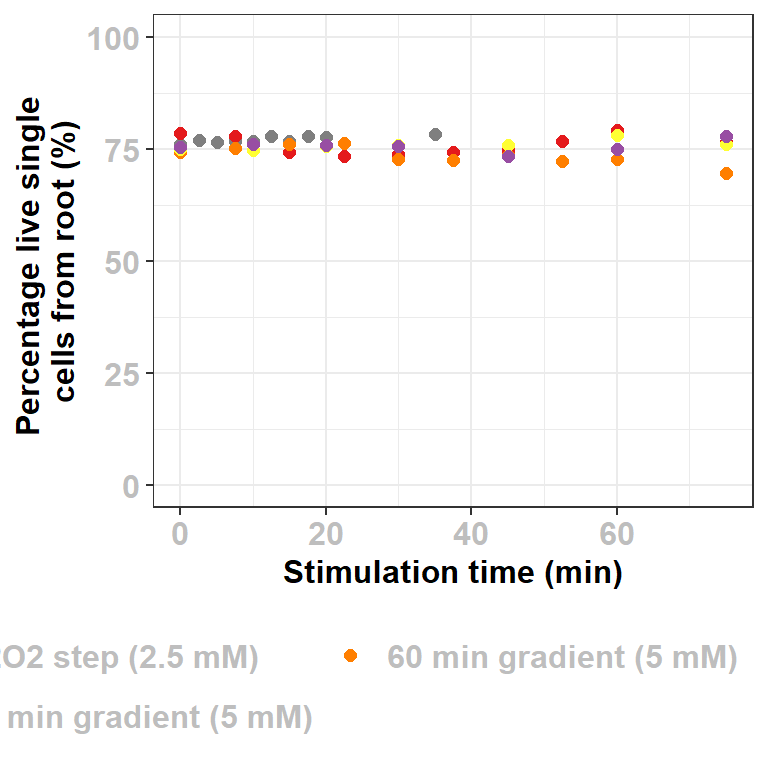 100
75
50
25
0
Percentage live single
cells from root (%)
0 20 40 60
Stimulation time (min)
O2 step (2.5 mM) 60 min gradient (5 mM)
min gradient (5 mM)